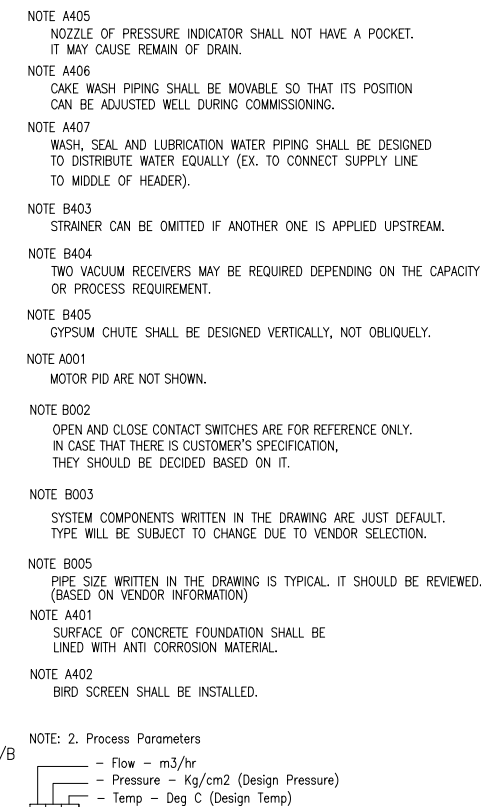 NOTE A405
NOZZLE OF PRESSURE INDICATOR SHALL NOT HAVE A POCKET.
IT MAY CAUSE REMAIN OF DRAIN.
NOTE A406
CAKE WASH PIPING SHALL BE MOVABLE SO THAT ITS POSITION
CAN BE ADJUSTED WELL DURING COMMISSIONING.
NOTE A407
WASH, SEAL AND LUBRICATION WATER PIPING SHALL BE DESIGNED
TO DISTRIBUTE WATER EQUALLY (EX. TO CONNECT SUPPLY LINE
TO MIDDLE OF HEADER).
NOTE B403
STRAINER CAN BE OMITTED IF ANOTHER ONE IS APPLIED UPSTREAM.
NOTE B404
TWO VACUUM RECEIVERS MAY BE REQUIRED DEPENDING ON THE CAPACITY
OR PROCESS REQUIREMENT.
NOTE B405
GYPSUM CHUTE SHALL BE DESIGNED VERTICALLY, NOT OBLIQUELY.
NOTE A001
MOTOR PID ARE NOT SHOWN.
NOTE B002
OPEN AND CLOSE CONTACT SWITCHES ARE FOR REFERENCE ONLY.
IN CASE THAT THERE IS CUSTOMER'S SPECIFICATION,
THEY SHOULD BE DECIDED BASED ON IT.
NOTE B003
SYSTEM COMPONENTS WRITTEN IN THE DRAWING ARE JUST DEFAULT.
TYPE WILL BE SUBJECT TO CHANGE DUE TO VENDOR SELECTION.
NOTE B005
PIPE SIZE WRITTEN IN THE DRAWING IS TYPICAL. IT SHOULD BE REVIEWED.
(BASED ON VENDOR INFORMATION)
NOTE A401
SURFACE OF CONCRETE FOUNDATION SHALL BE
LINED WITH ANTI CORROSION MATERIAL.
NOTE A402
BIRD SCREEN SHALL BE INSTALLED.
NOTE: 2. Process Parameters
/B
– Flow – m3/hr
– Pressure – Kg/cm2 (Design Pressure)
– Temp – Deg C (Design Temp)